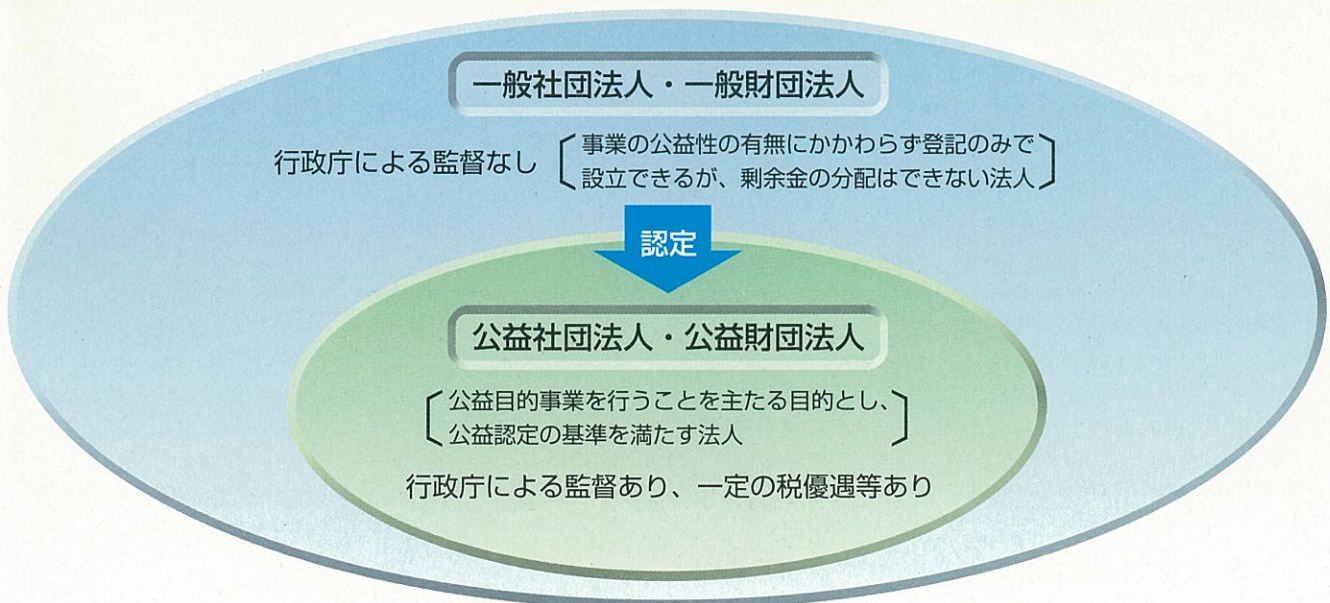 一般社団法人・一般財団法人
行政庁による監督なし
事業の公益性の有無にかかわらず登記のみで
設立できるが、剰余金の分配はできない法人
認定
公益社団法人・公益財団法人
公益目的事業を行うことを主たる目的とし、
公益認定の基準を満たす法人
行政庁による監督あり、一定の税優遇等あり